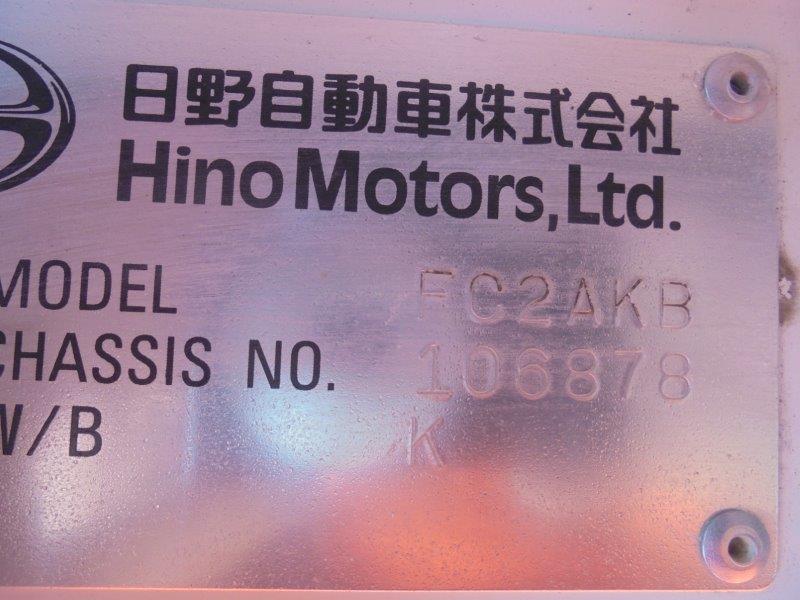 日野自動車株式会社
Hino Motors, Ltd.
MODEL FC2AKB
CHASSIS NO. 106878
W/B K